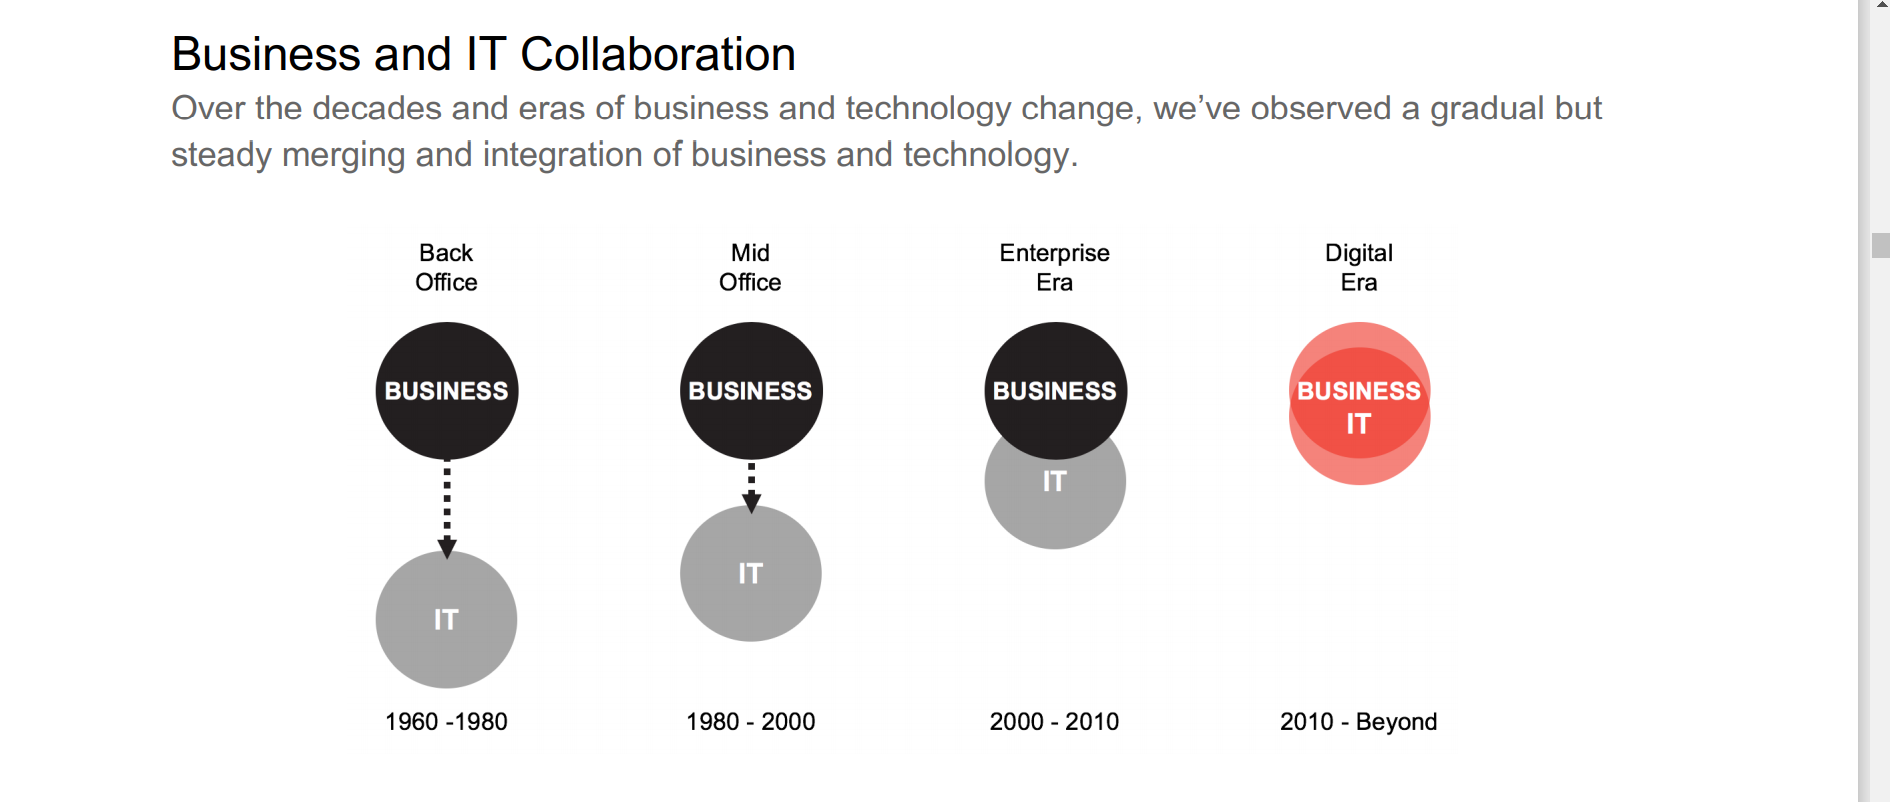 Business and IT Collaboration
Over the decades and eras of business and technology change, we’ve observed a gradual but
steady merging and integration of business and technology.
Back
Office
BUSINESS
IT
1960 -1980
Mid
Office
BUSINESS
IT
1980 - 2000
Enterprise
Era
BUSINESS
IT
2000 - 2010
Digital
Era
BUSINESS
IT
2010 - Beyond